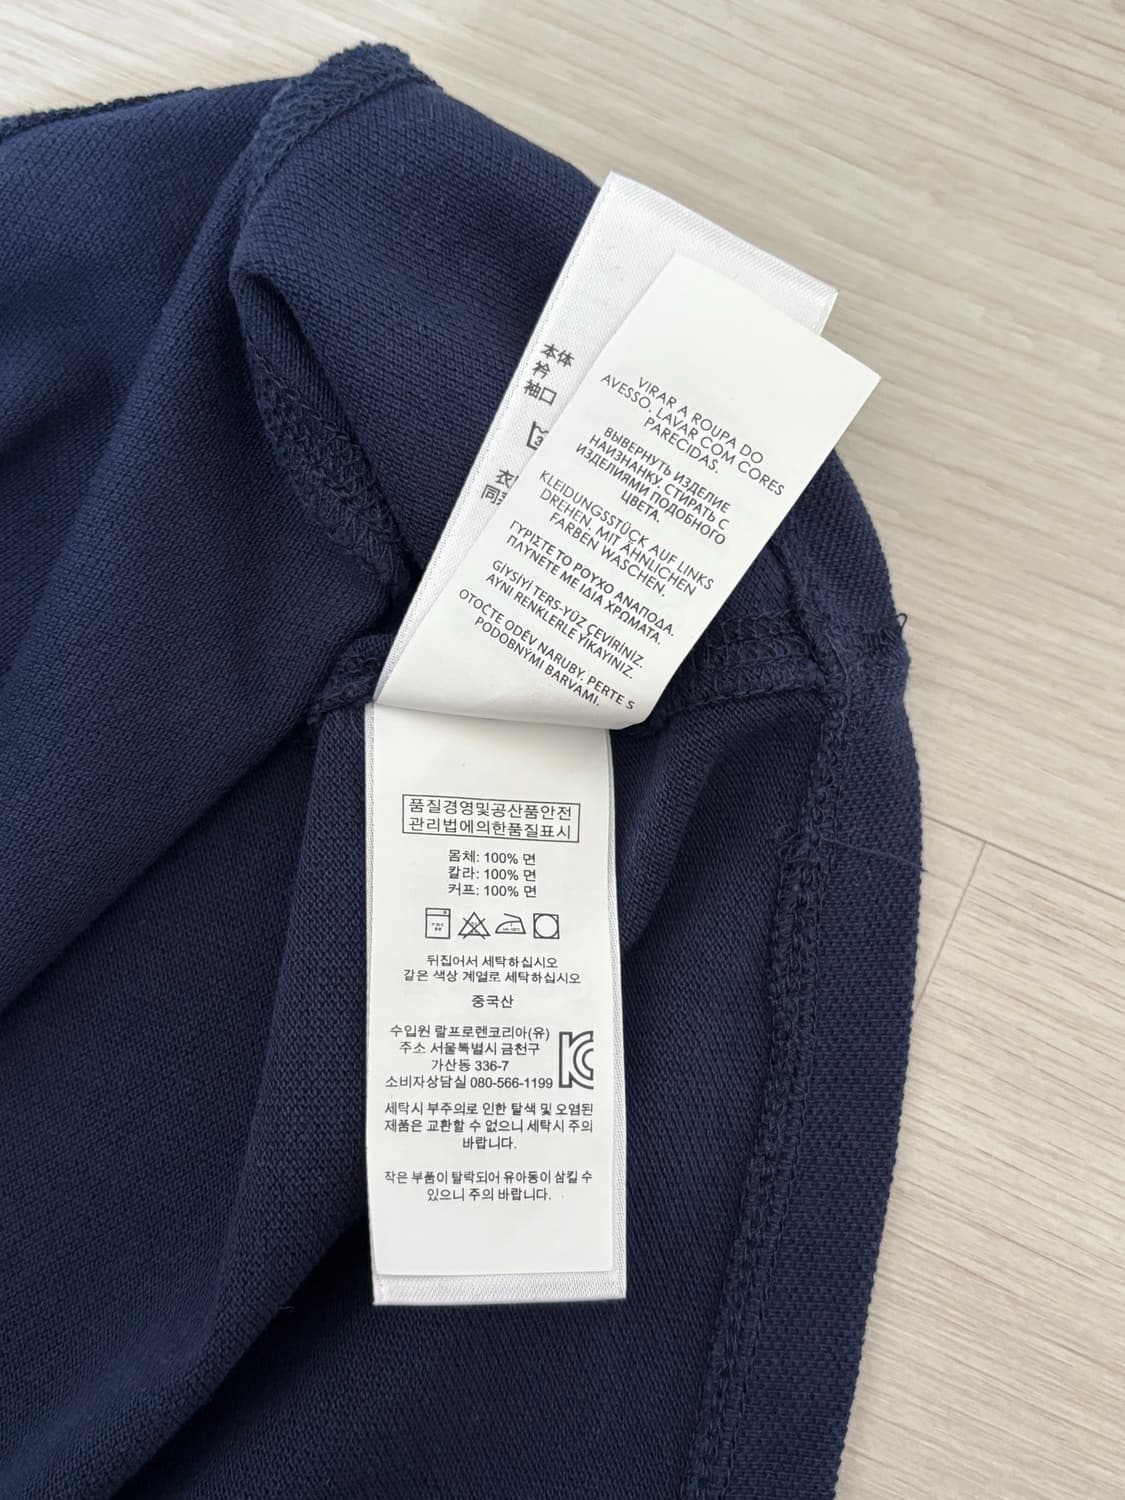 本体
衿
袖口
VIRAR A ROUPA DO
AVESSO. LAVAR COM CORES
PARECIDAS.
ВЫВЕРНУТЬ ИЗДЕЛИЕ
НАИЗНАНКУ. СТИРАТЬ С
ИЗДЕЛИЯМИ ПОДОБНОГО
ЦВЕТА.
KLEIDUNGSSTÜCK AUF LINKS
DREHEN. MIT ÄHNLICHEN
FARBEN WASCHEN.
ΓΥΡΙΣΤΕ ΤΟ ΡΟΥΧΟ ΑΝΑΠΟΔΑ.
ΠΛΥΝΕΤΕ ΜΕ ΙΔΙΑ ΧΡΩΜΑΤΑ.
GIYSIYİ TERS-YÜZ ÇEVİRİNİZ.
AYNI RENKLERLE YIKAYINIZ.
OTOČTE ODĚV NARUBY. PERTE S
PODOBNÝMI BARVAMI.
품질경영및공산품안전
관리법에의한품질표시
몸체: 100% 면
칼라: 100% 면
커프: 100% 면
뒤집어서 세탁하십시오
같은 색상 계열로 세탁하십시오
중국산
수입원 랄프로렌코리아(유)
주소 서울특별시 금천구
가산동 336-7
소비자상담실 080-566-1199
세탁시 부주의로 인한 탈색 및 오염된
제품은 교환할 수 없으니 세탁시 주의
바랍니다.
작은 부품이 탈락되어 유아동이 삼킬 수
있으니 주의 바랍니다.